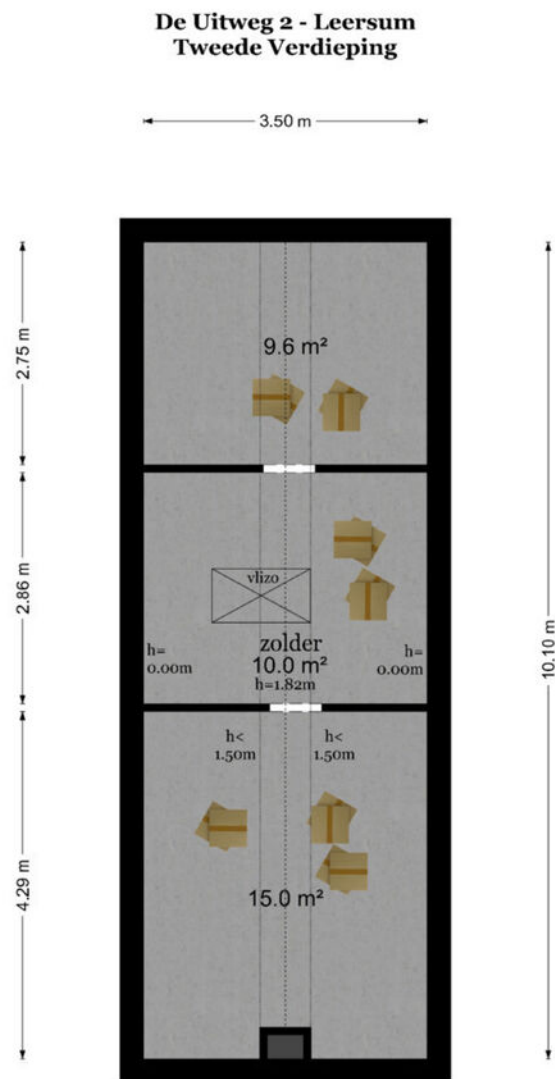 De Uitweg 2 - Leersum
Tweede Verdieping
3.50 m
2.75 m
9.6 m²
2.86 m
10.10 m
vlizo
zolder
10.0 m²
h=1.82m
h=
0.00m
h=
0.00m
h<
1.50m
h<
1.50m
4.29 m
15.0 m²